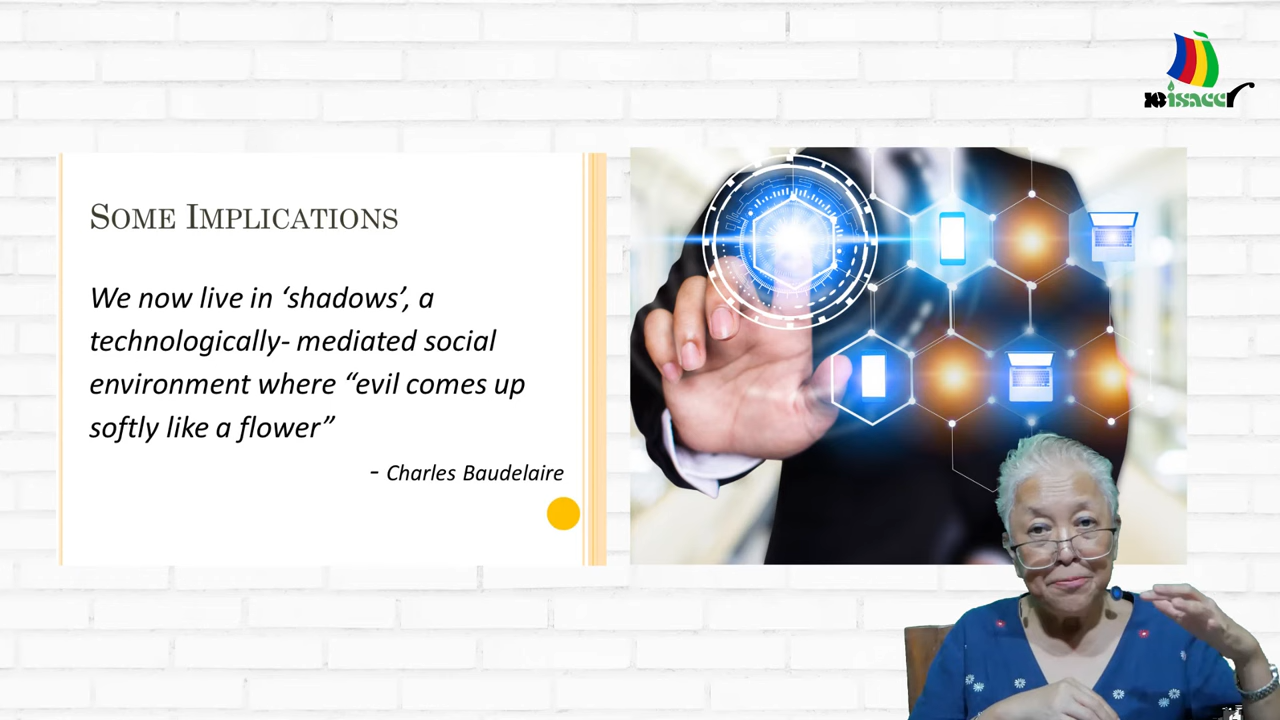 SOME IMPLICATIONS
We now live in ‘shadows’, a
technologically- mediated social
environment where “evil comes up
softly like a flower”
- Charles Baudelaire